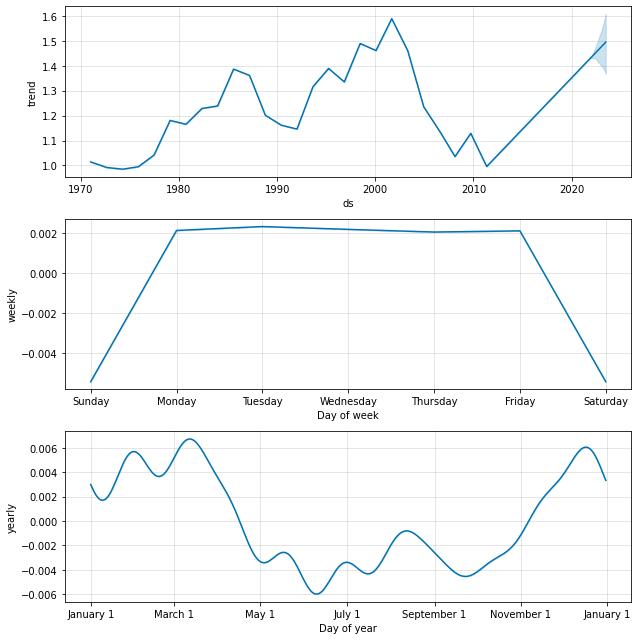 1.6
1.5
1.4
1.3
1.2
1.1
1.0
trend
1970 1980 1990 2000 2010 2020
ds
0.002
0.000
−0.002
−0.004
weekly
Sunday Monday Tuesday Wednesday Thursday Friday Saturday
Day of week
0.006
0.004
0.002
0.000
−0.002
−0.004
−0.006
yearly
January 1 March 1 May 1 July 1 September 1 November 1 January 1
Day of year